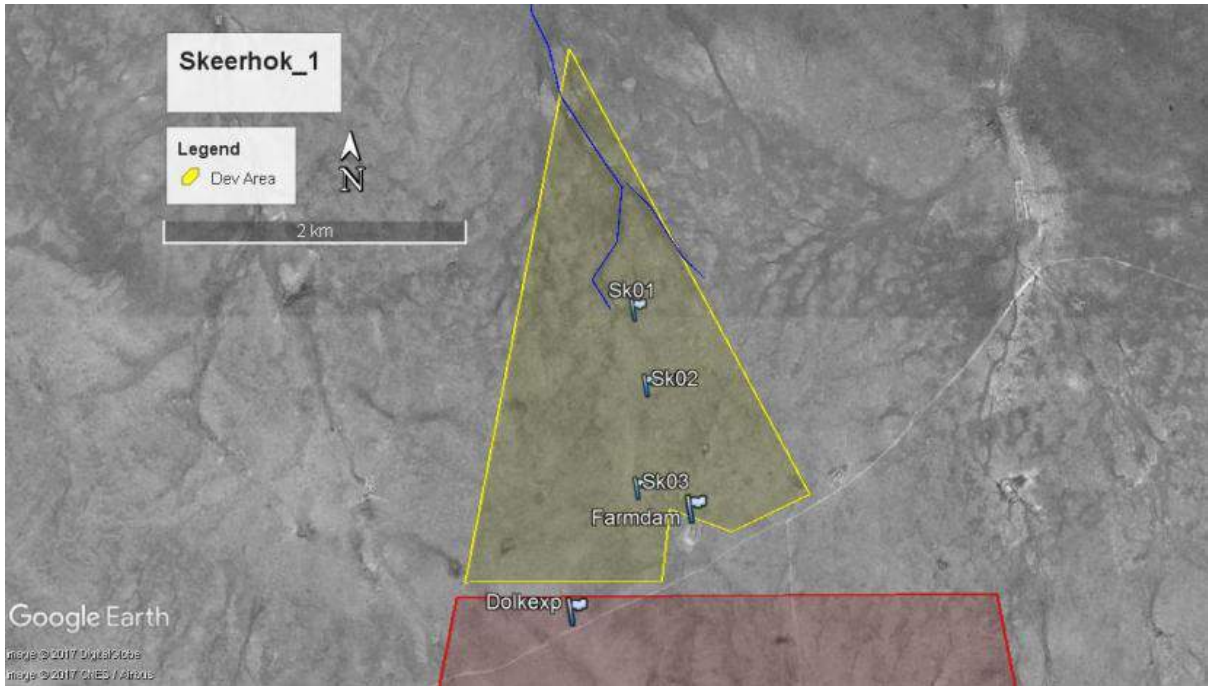 Skeerhok_1
Legend
Dev Area
N
2 km
Sk01
Sk02
Sk03
Farmdam
Dolkexp
Google Earth
Image © 2017 DigitalGlobe
Image © 2017 CNES / Airbus